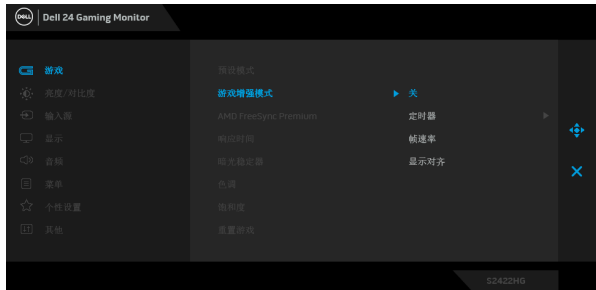 DELL Dell 24 Gaming Monitor
游戏 预设模式
亮度/对比度 游戏增强模式 关
输入源 AMD FreeSync Premium 定时器
显示 响应时间 帧速率
音频 暗光稳定器 显示对齐
菜单 色调
个性设置 饱和度
其他 重置游戏
S2422HG